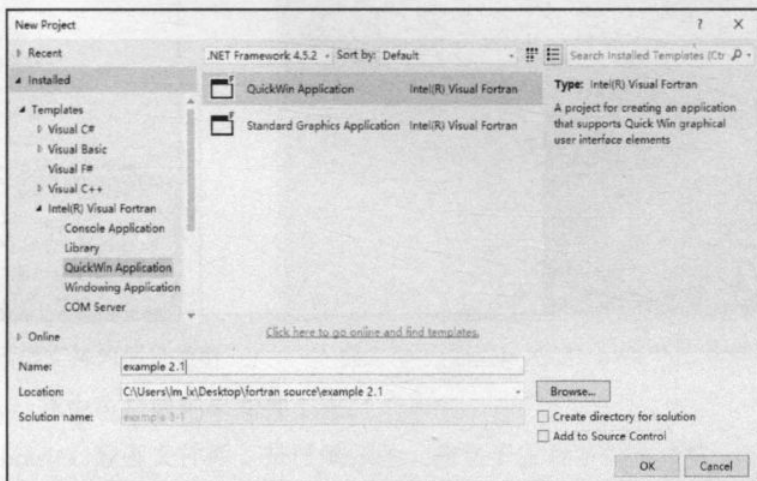 New Project
? X
Recent
.NET Framework 4.5.2
Sort by: Default
Search Installed Templates (Ctr
Installed
Templates
Visual C#
Visual Basic
Visual F#
Visual C++
Intel(R) Visual Fortran
Console Application
Library
QuickWin Application
Windowing Application
COM Server
Online
QuickWin Application Intel(R) Visual Fortran
Standard Graphics Application Intel(R) Visual Fortran
Type: Intel(R) Visual Fortran
A project for creating an application
that supports Quick Win graphical
user interface elements
Click here to go online and find templates.
Name: example 2.1
Location: C:\Users\lm_lx\Desktop\fortran source\example 2.1
Browse...
Solution name:
Create directory for solution
Add to Source Control
OK Cancel